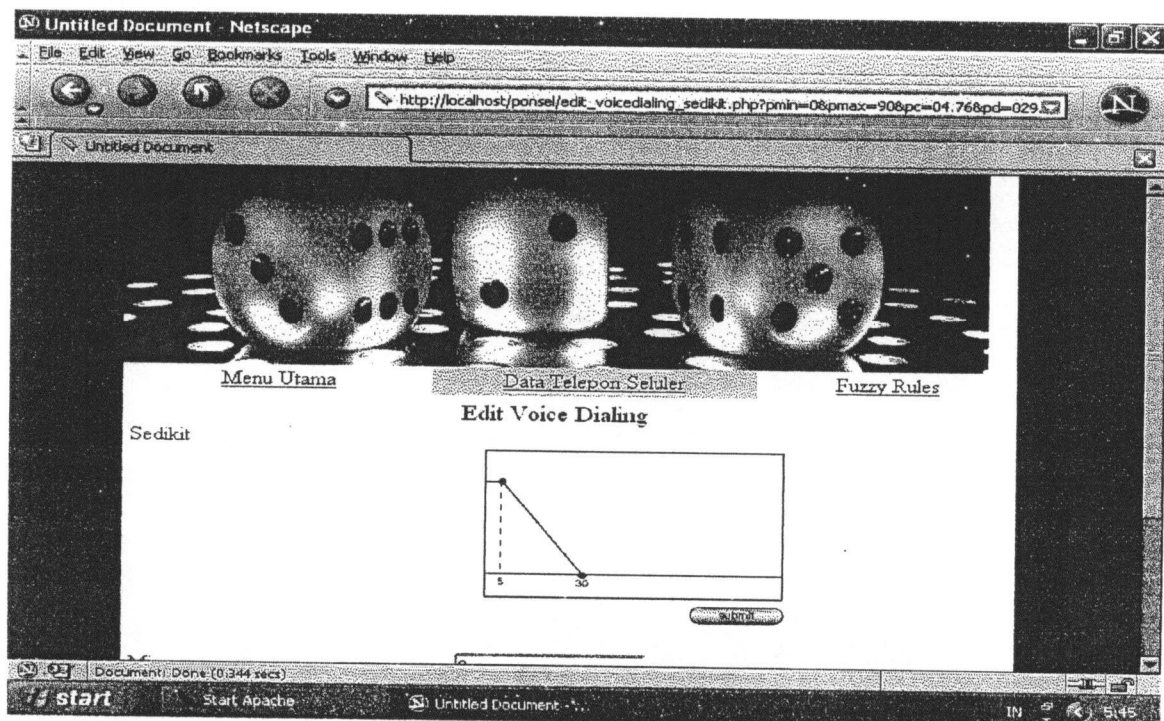 Untitled Document - Netscape
File Edit View Go Bookmarks Tools Window Help
http://localhost/ponsel/edit_voicedialing_sedikit.php?pmin=0&pmax=90&pc=04.76&pd=029.
N
Untitled Document
Menu Utama Data Telepon Seluler Fuzzy Rules
Edit Voice Dialing
Sedikit
5 30
submit
Document: Done (0.344 secs)
start Start Apache Untitled Document - IN 5:45